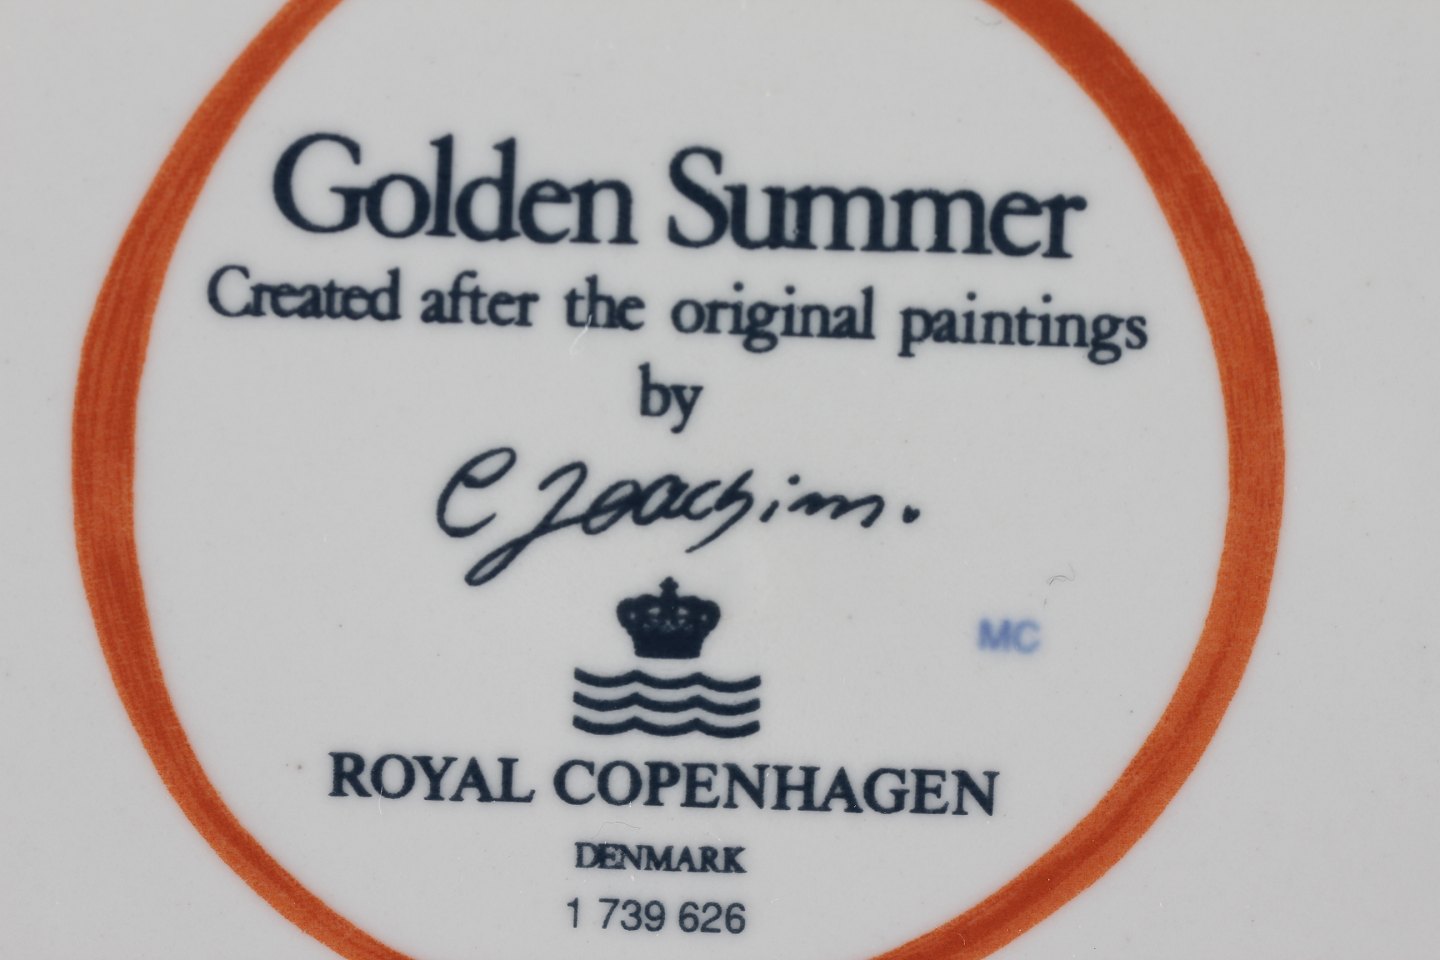 Golden Summer
Created after the original paintings
by
C Joachim.
MC
ROYAL COPENHAGEN
DENMARK
1 739 626